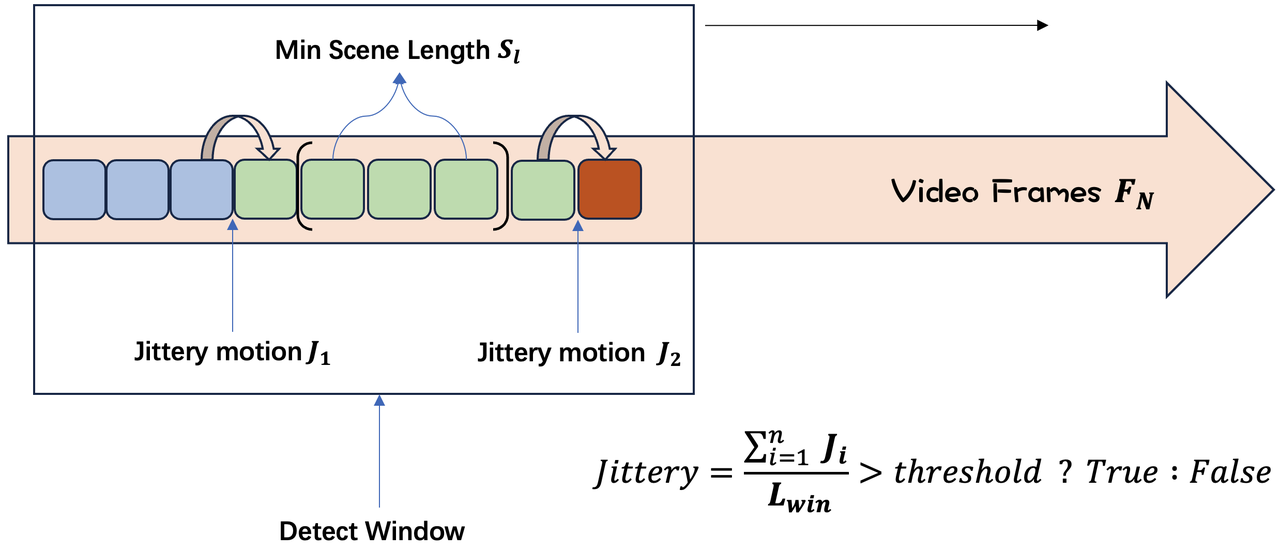 Min Scene Length S_l
Video Frames F_N
Jittery motion J_1
Jittery motion J_2
Jittery = \frac{\sum_{i=1}^{n} J_i}{L_{win}} > threshold ? True : False
Detect Window